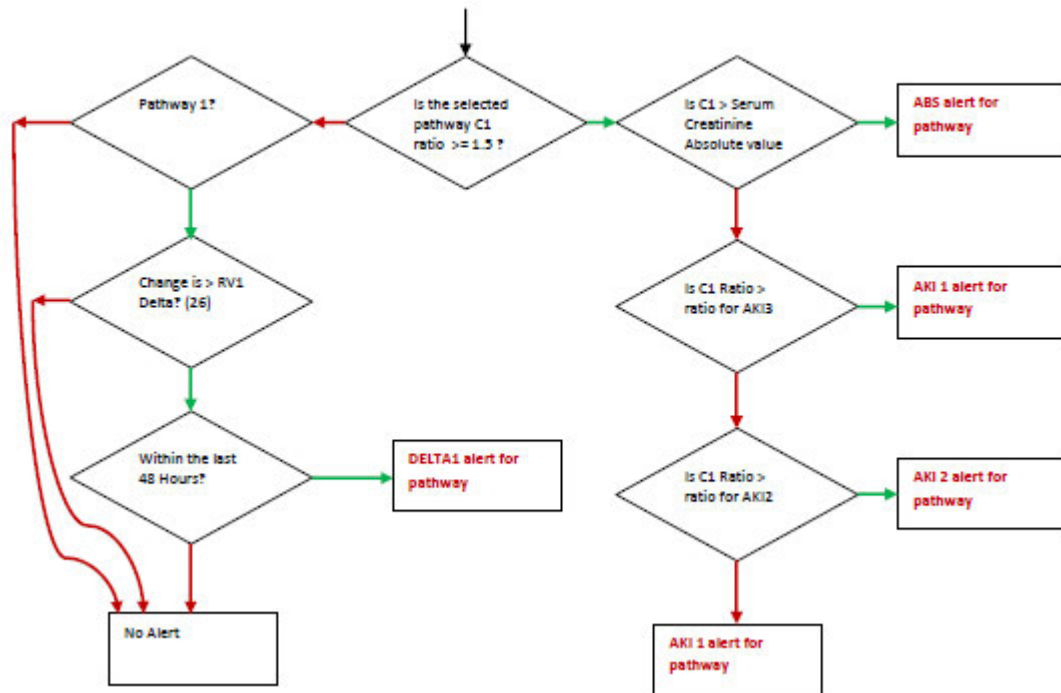 Pathway 1?
Is the selected
pathway C1
ratio >= 1.5 ?
Is C1 > Serum
Creatinine
Absolute value
ABS alert for
pathway
Change is > RV1
Delta? (26)
Is C1 Ratio >
ratio for AKI3
AKI 1 alert for
pathway
Within the last
48 Hours?
DELTA1 alert for
pathway
Is C1 Ratio >
ratio for AKI2
AKI 2 alert for
pathway
No Alert
AKI 1 alert for
pathway